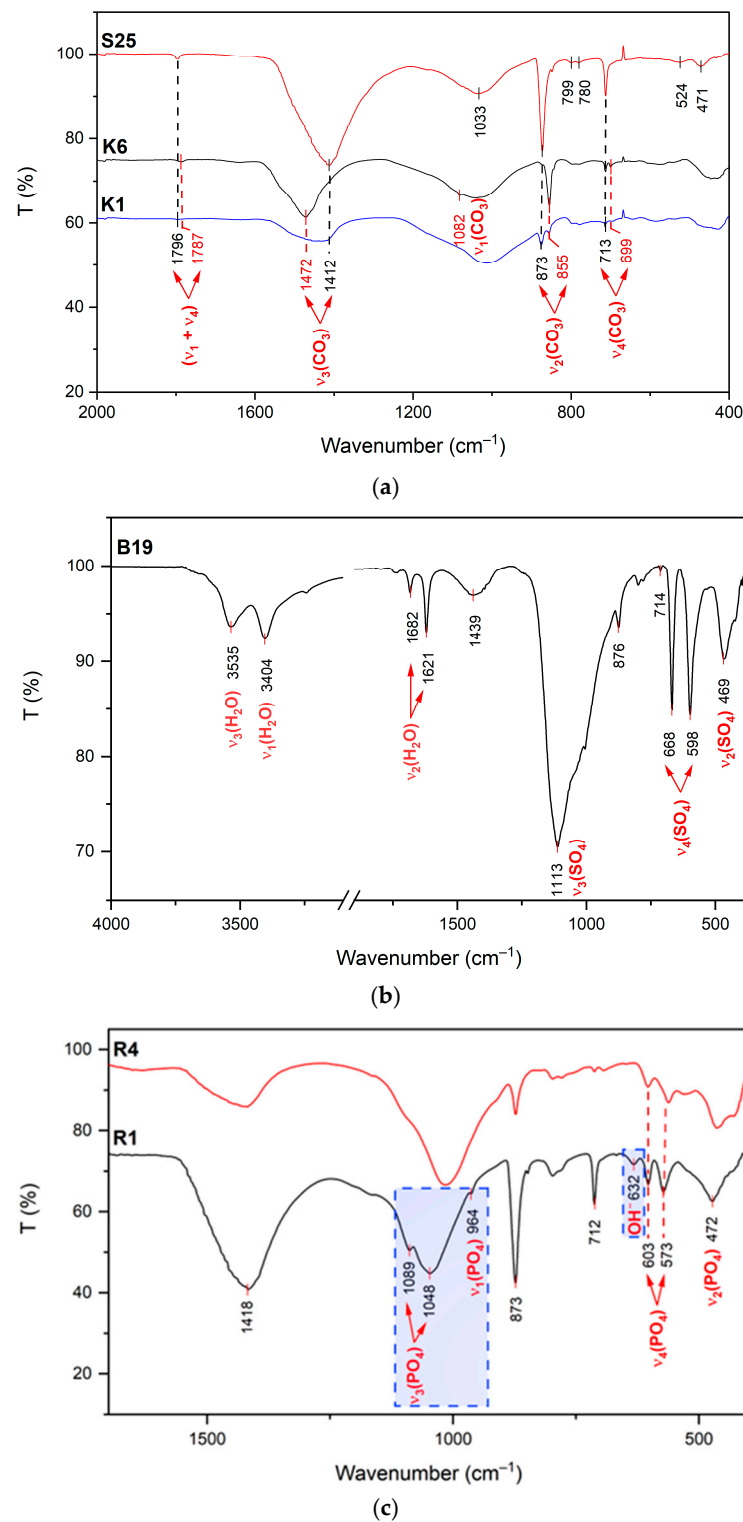 S25
K6
K1
T (%)
100
80
60
40
20
1033
799
780
524
471
1082
ν1(CO3)
1796
1787
1472
1412
873
855
713
699
(ν1 + ν4)
ν3(CO3)
ν2(CO3)
ν4(CO3)
2000
1600
1200
800
400
Wavenumber (cm–1)
(a)
B19
T (%)
100
90
80
70
3535
3404
1682
1621
1439
876
714
469
668
598
1113
ν3(H2O)
ν1(H2O)
ν2(H2O)
ν3(SO4)
ν4(SO4)
ν2(SO4)
4000
3500
1500
1000
500
Wavenumber (cm–1)
(b)
R4
R1
T (%)
100
80
60
40
20
1418
1089
1048
964
873
712
632
603
573
472
OH–
ν3(PO4)
ν1(PO4)
ν4(PO4)
ν2(PO4)
1500
1000
500
Wavenumber (cm–1)
(c)